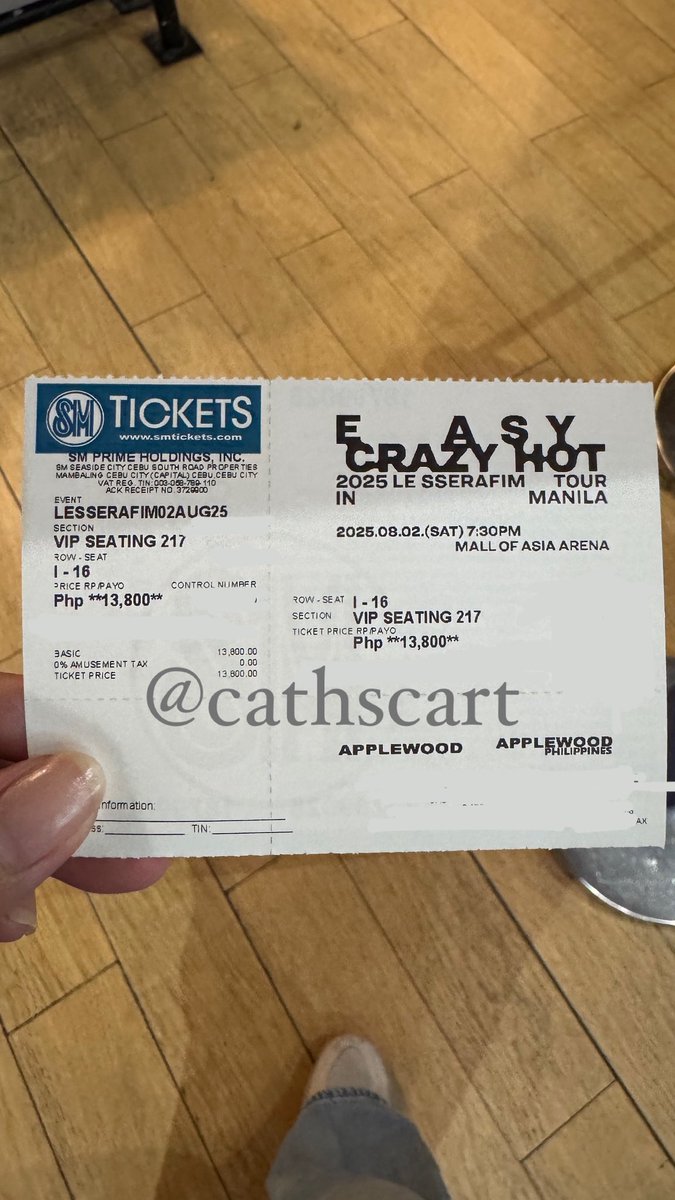 SM TICKETS
www.smtickets.com
SM PRIME HOLDINGS, INC.
SM SEASIDE CITY CEBU SOUTH ROAD PROPERTIES
MAMBALING CEBU CITY (CAPITAL) CEBU, CEBU CITY
VAT REG. TIN: 003-058-789-110
ACK RECEIPT NO. 3729900
EVENT
LESSERAFIM02AUG25
SECTION
VIP SEATING 217
ROW - SEAT
I - 16
PRICE RP/PAYO CONTROL NUMBER
Php **13,800**
BASIC 13,800.00
0% AMUSEMENT TAX 0.00
TICKET PRICE 13,800.00
nformation:
TIN:
EASY
CRAZY HOT
2025 LE SSERAFIM TOUR
IN MANILA
2025.08.02.(SAT) 7:30PM
MALL OF ASIA ARENA
ROW - SEAT I - 16
SECTION VIP SEATING 217
TICKET PRICE RP/PAYO
Php **13,800**
@cathscart
APPLEWOOD APPLEWOOD
PHILIPPINES
AX